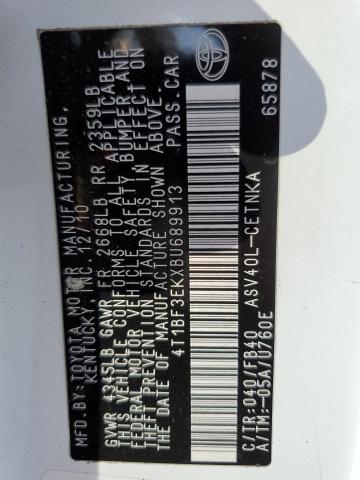 MFD.BY:TOYOTA MOTOR MANUFACTURING,
KENTUCKY, INC. 12/10
GVWR 4345LB GAWR FR 2668LB RR 2359LB
THIS VEHICLE CONFORMS TO ALL APPLICABLE
FEDERAL MOTOR VEHICLE SAFETY, BUMPER, AND
THEFT PREVENTION STANDARDS IN EFFECT ON
THE DATE OF MANUFACTURE SHOWN ABOVE.
4T1BF3EKXBU689913 PASS.CAR
C/TR:040/FB40 ASV40L-CETNKA
A/TM:-05A/U760E 65878